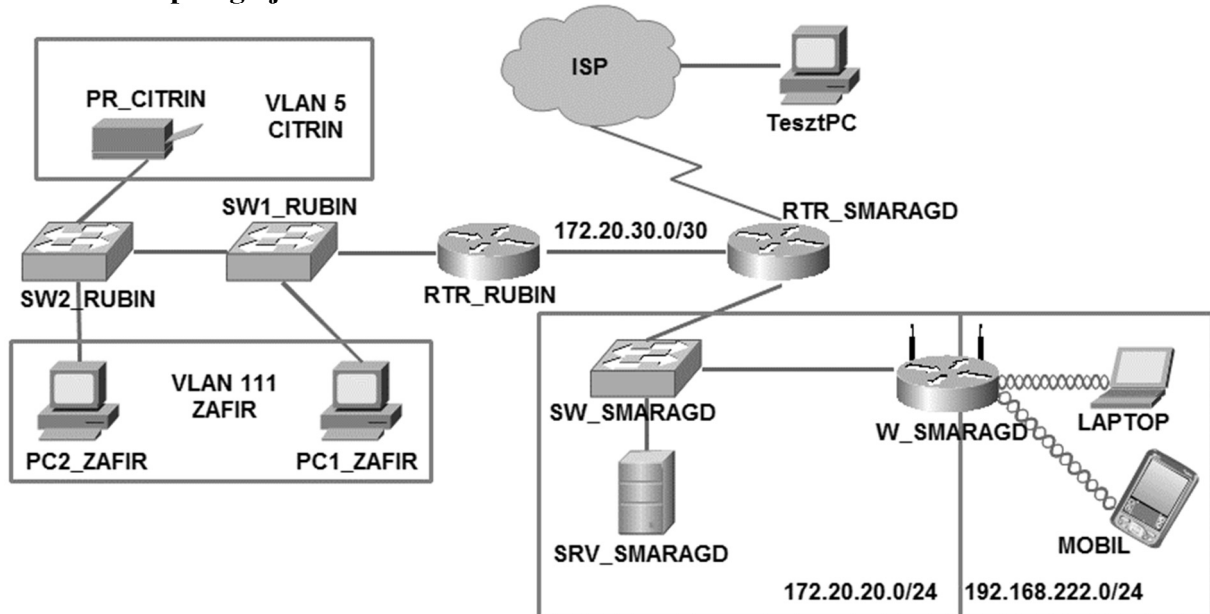 ISP
TesztPC
PR_CITRIN
VLAN 5
CITRIN
SW1_RUBIN
RTR_SMARAGD
172.20.30.0/30
SW2_RUBIN
RTR_RUBIN
VLAN 111
ZAFIR
PC2_ZAFIR
PC1_ZAFIR
SW_SMARAGD
W_SMARAGD
LAPTOP
SRV_SMARAGD
MOBIL
172.20.20.0/24
192.168.222.0/24